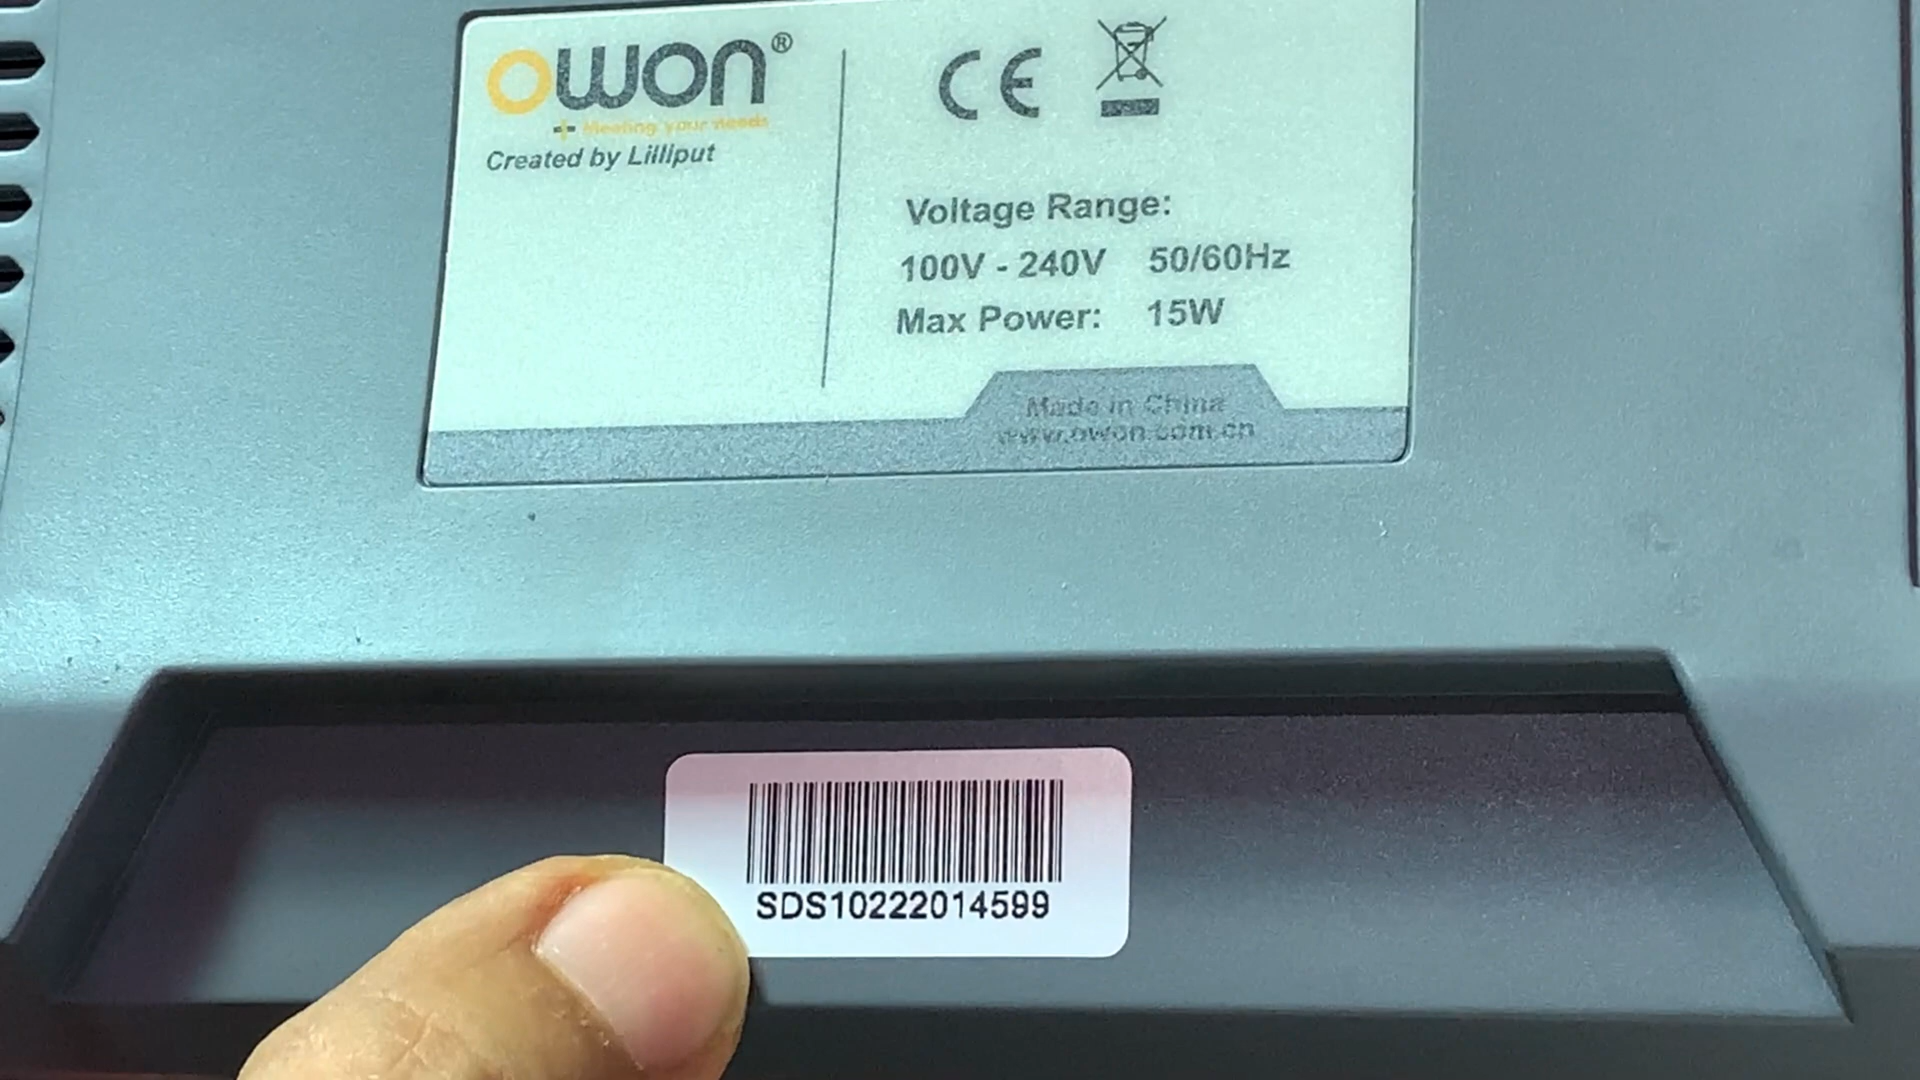 owon®
+ Meeting your needs
Created by Lilliput
CE
Voltage Range:
100V - 240V 50/60Hz
Max Power: 15W
Made in China
www.owon.com.cn
SDS10222014599